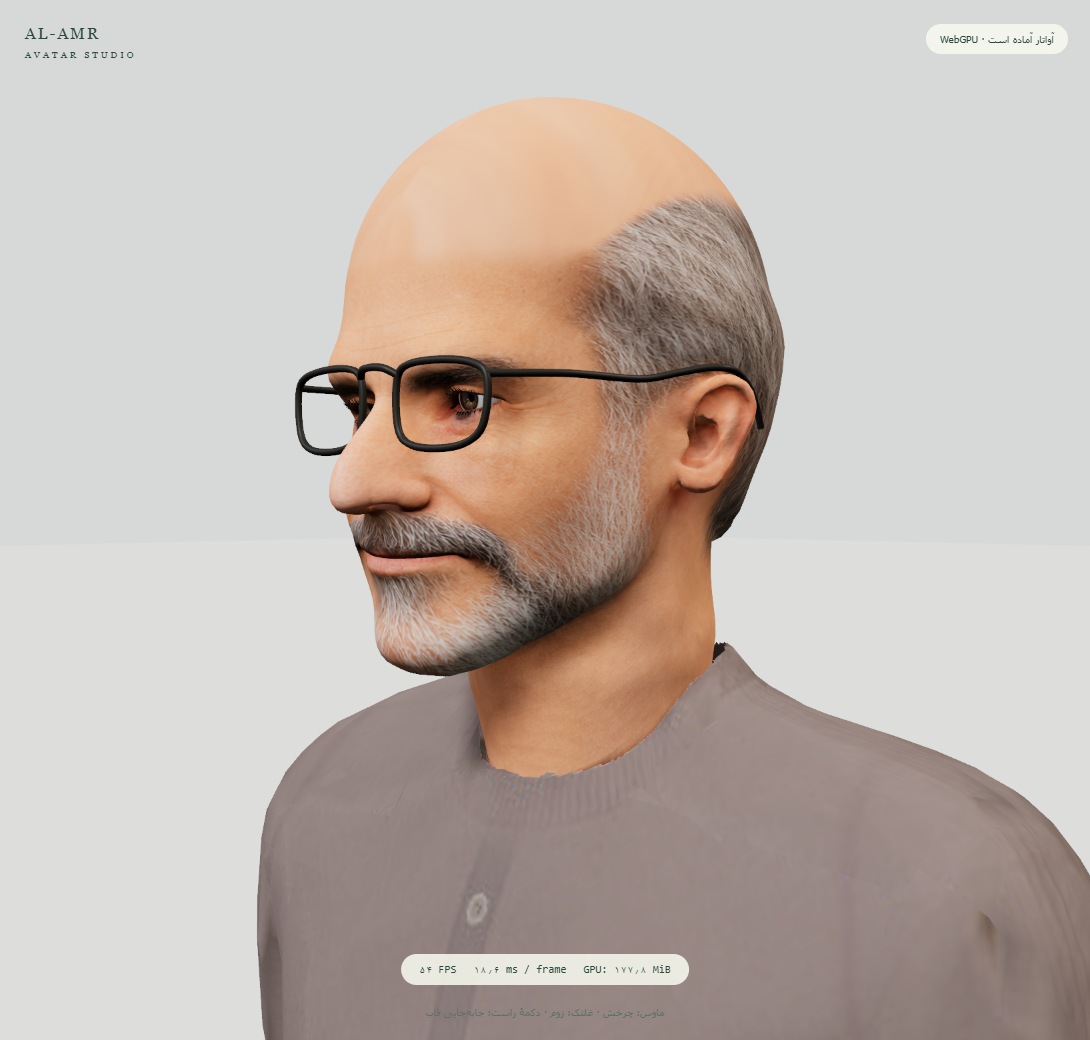 AL-AMR
AVATAR STUDIO
آواتار آماده است · WebGPU
۵۴ FPS ۱۸٫۶ ms / frame GPU: ۱۷۷٫۸ MiB
ماوس: چرخش · غلتک: زوم · دکمهٔ راست: جابه‌جایی قاب